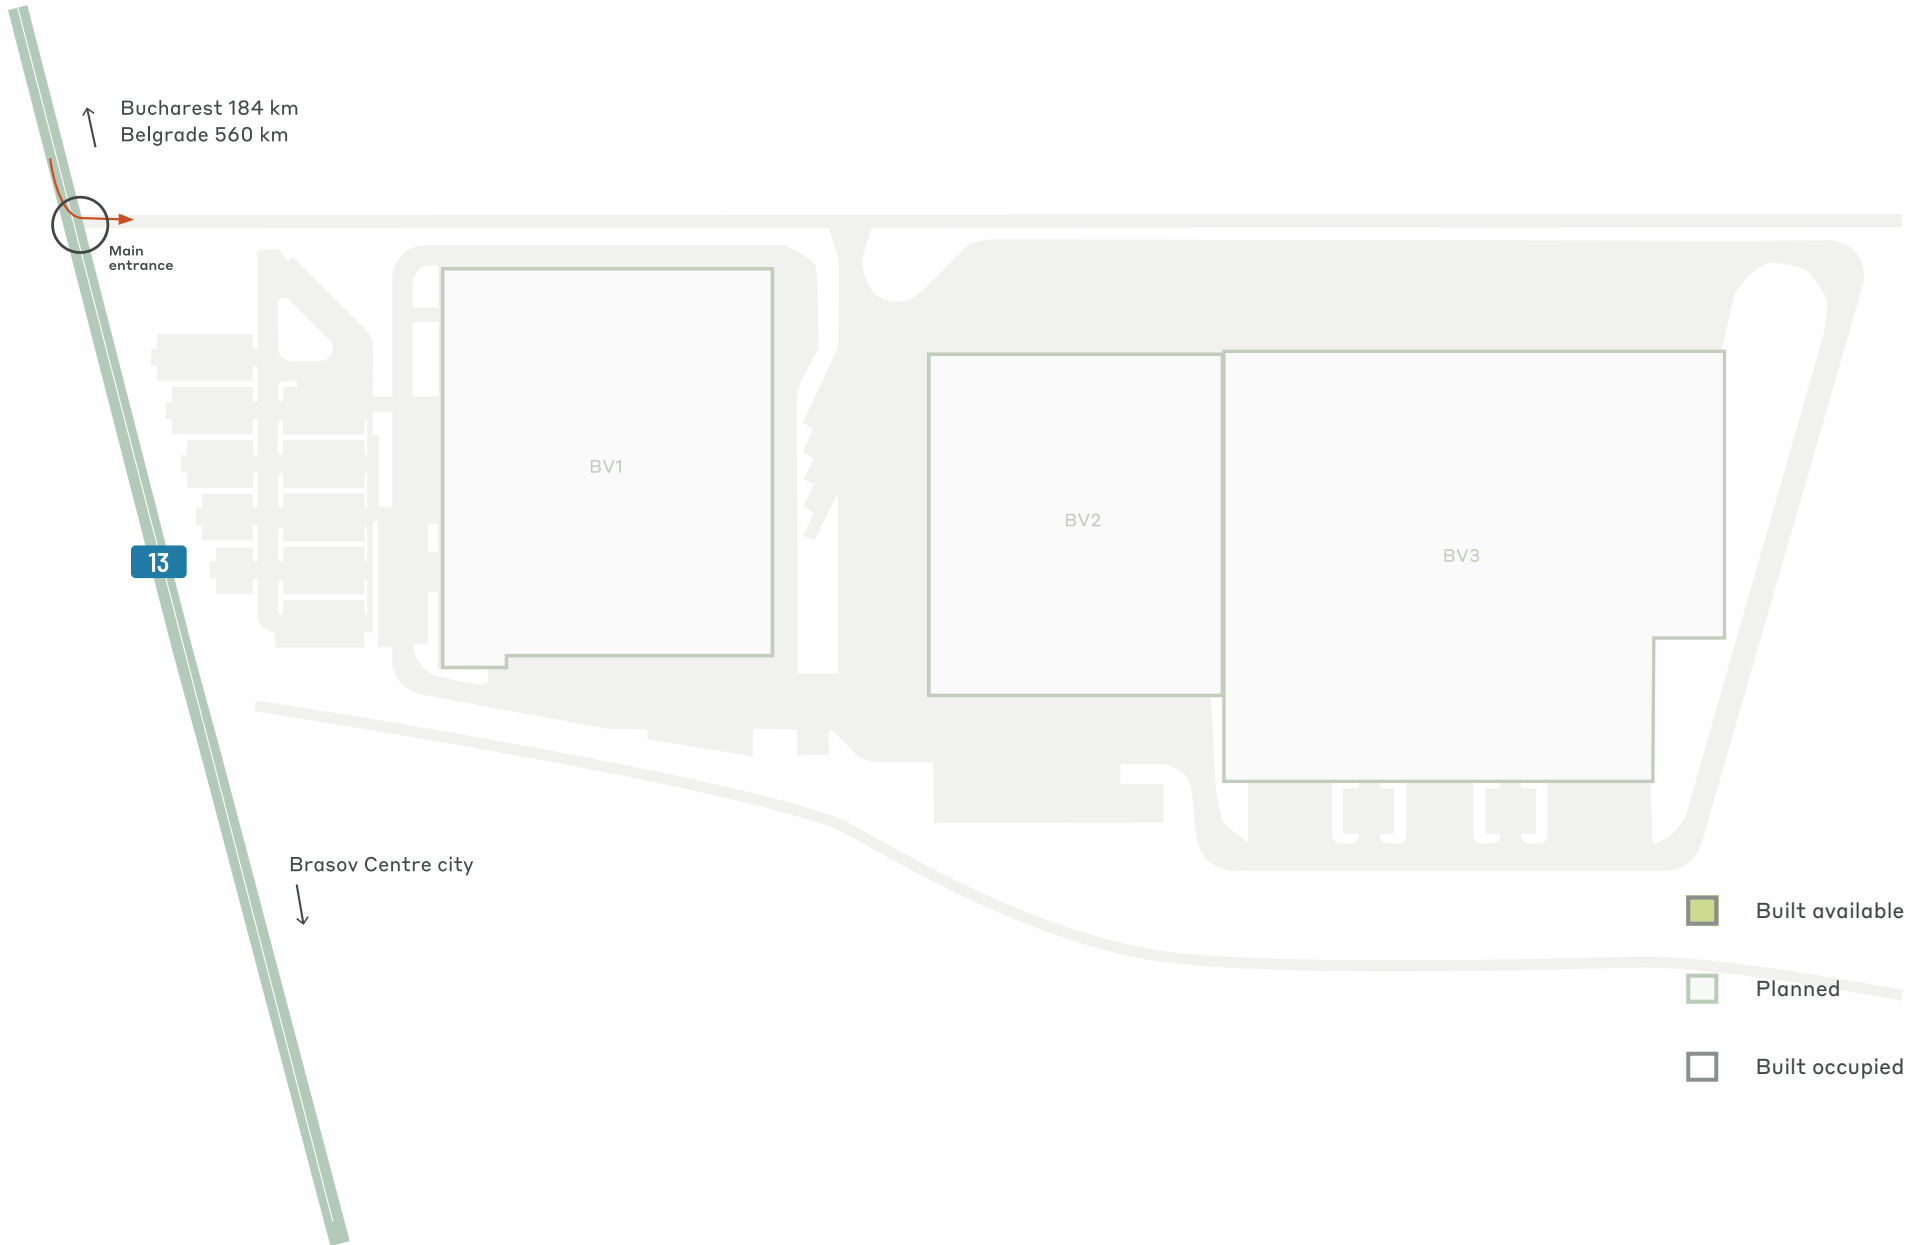 Bucharest 184 km
Belgrade 560 km
Main
entrance
BV1
BV2
BV3
13
Brasov Centre city
Built available
Planned
Built occupied